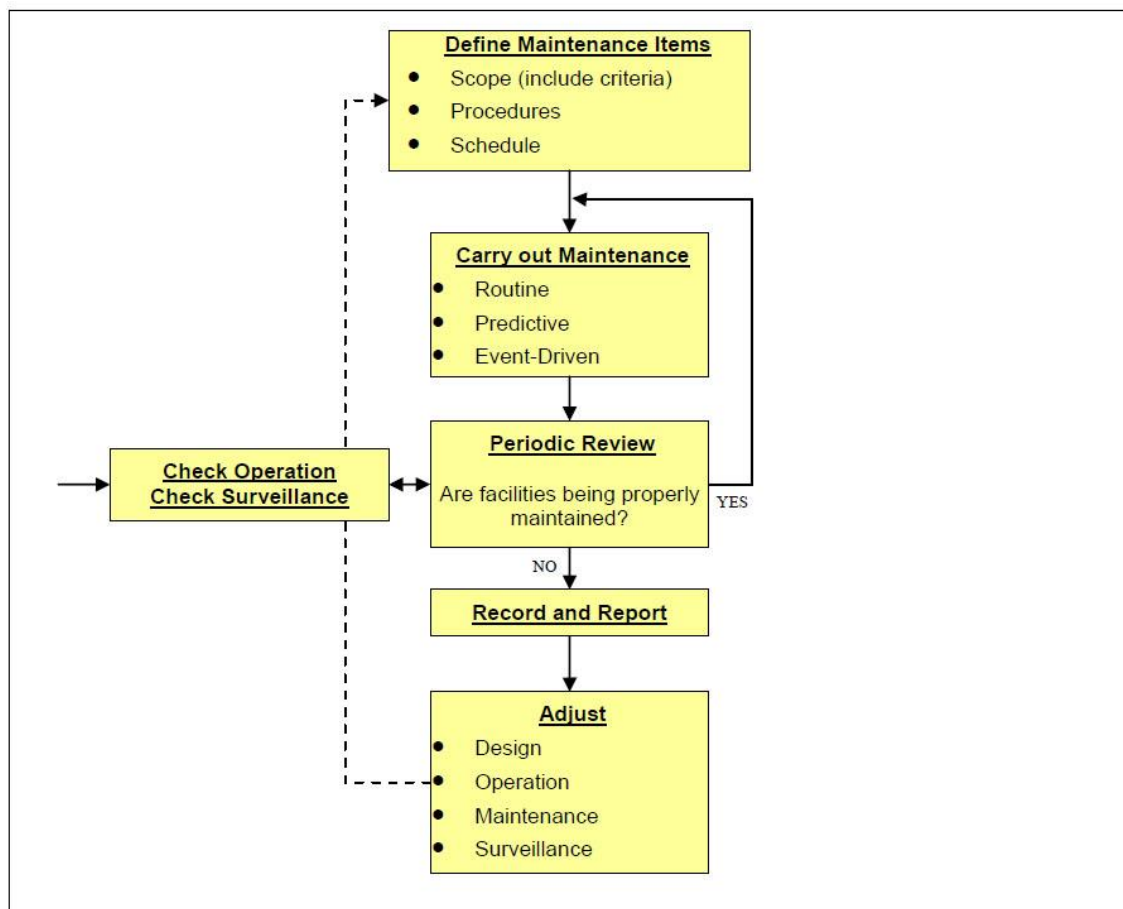 Define Maintenance Items
● Scope (include criteria)
● Procedures
● Schedule
Carry out Maintenance
● Routine
● Predictive
● Event-Driven
Check Operation
Check Surveillance
Periodic Review
Are facilities being properly
maintained?
YES
NO
Record and Report
Adjust
● Design
● Operation
● Maintenance
● Surveillance